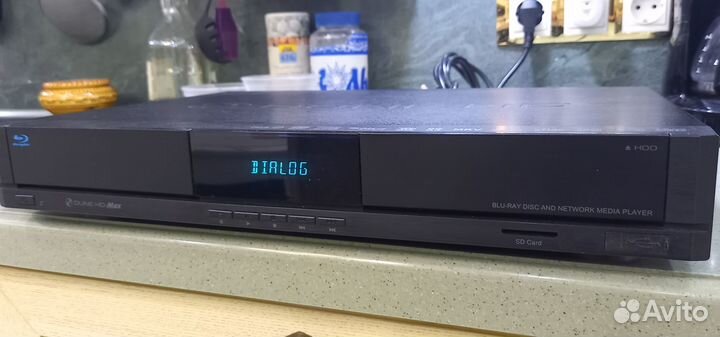 DIALOG
HDD
BLU-RAY DISC AND NETWORK MEDIA PLAYER
DUNE HD Max
SD Card
Avito